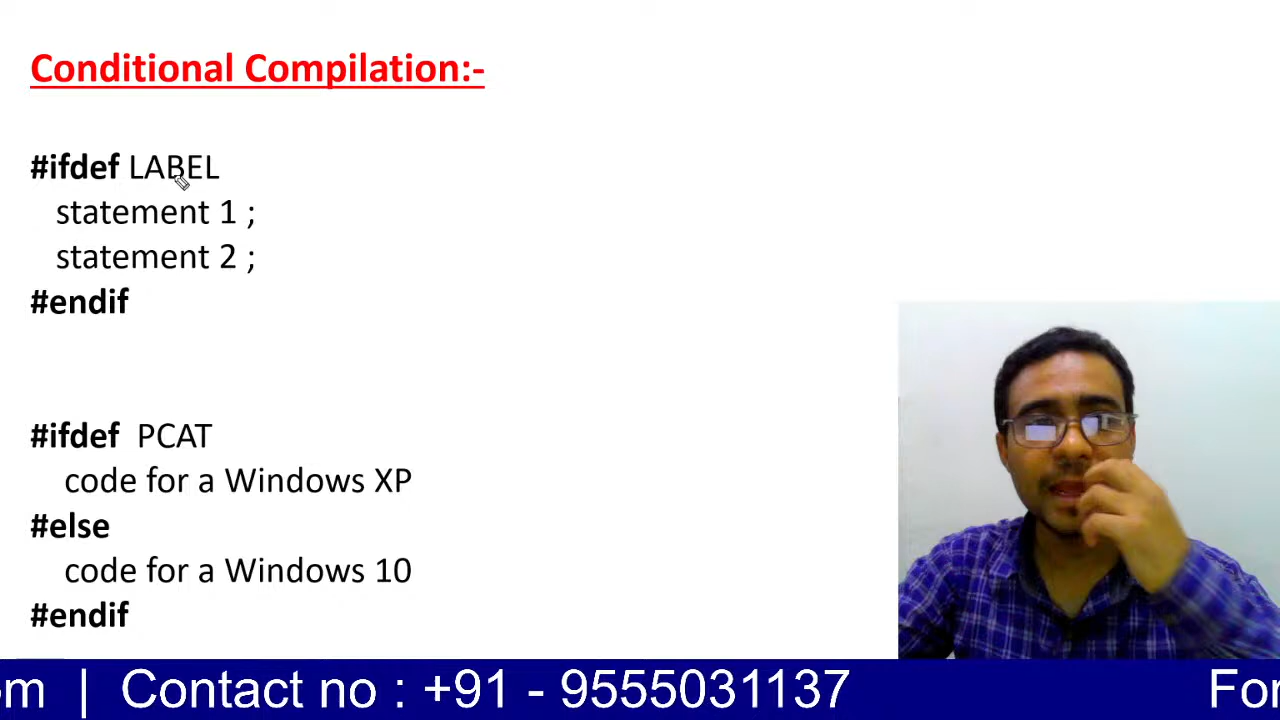 Conditional Compilation:-
#ifdef LABEL
statement 1 ;
statement 2 ;
#endif
#ifdef PCAT
code for a Windows XP
#else
code for a Windows 10
#endif
| Contact no : +91 - 9555031137